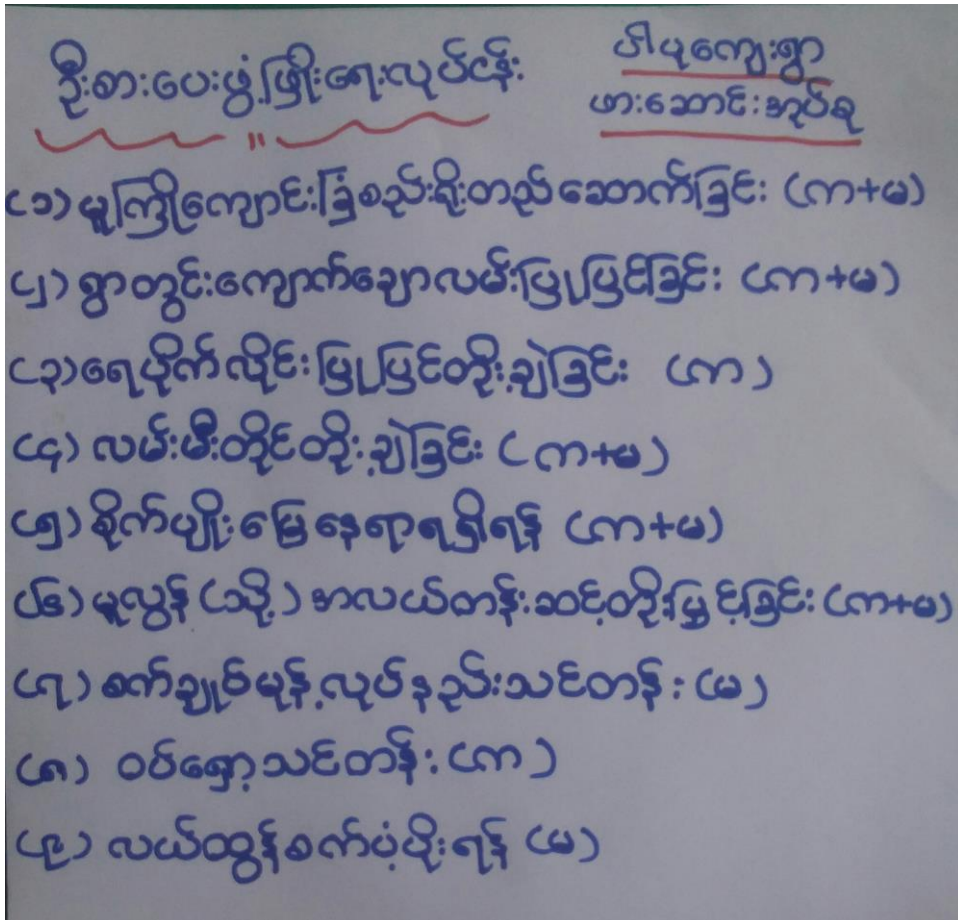 ဦးစားပေးဖွံ့ဖြိုးရေးလုပ်ငန်း
ပါပုကျေးရွာ
ဖားဆောင်းအုပ်စု
(၁) မူကြိုကျောင်းခြံစည်းရိုးတည်ဆောက်ခြင်း (က+မ)
(၂) ရွာတွင်းကျောက်ချောလမ်းပြုပြင်ခြင်း (က+မ)
(၃) ရေပိုက်လိုင်းပြုပြင်တိုးချဲ့ခြင်း (က)
(၄) လမ်းမီးတိုင်တိုးချဲ့ခြင်း (က+မ)
(၅) စိုက်ပျိုးမြေနေရာရရှိရန် (က+မ)
(၆) မူလွန် (သို့) အလယ်တန်းဆင့်တိုးမြှင့်ခြင်း (က+မ)
(၇) စက်ချုပ်မုန့်လုပ်နည်းသင်တန်း (မ)
(၈) ဝပ်ရှော့သင်တန်း (က)
(၉) လယ်ထွန်စက်ပံ့ပိုးရန် (မ)